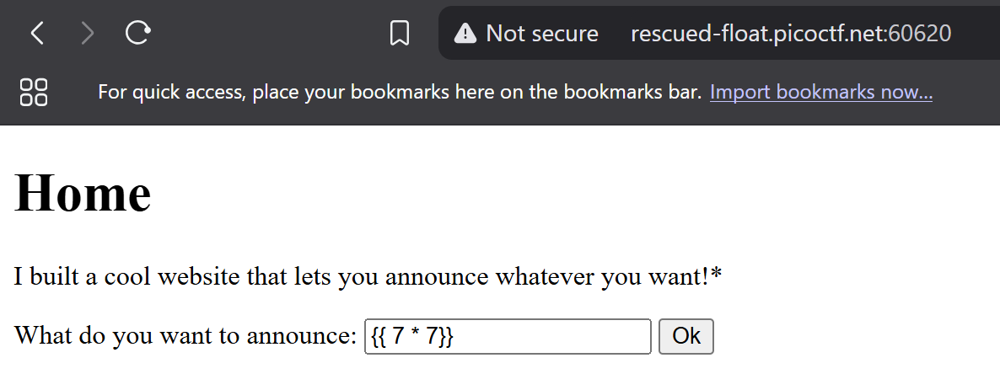 Not secure rescued-float.picoctf.net:60620
For quick access, place your bookmarks here on the bookmarks bar. Import bookmarks now...
Home
I built a cool website that lets you announce whatever you want!*
What do you want to announce: {{ 7 * 7}} Ok